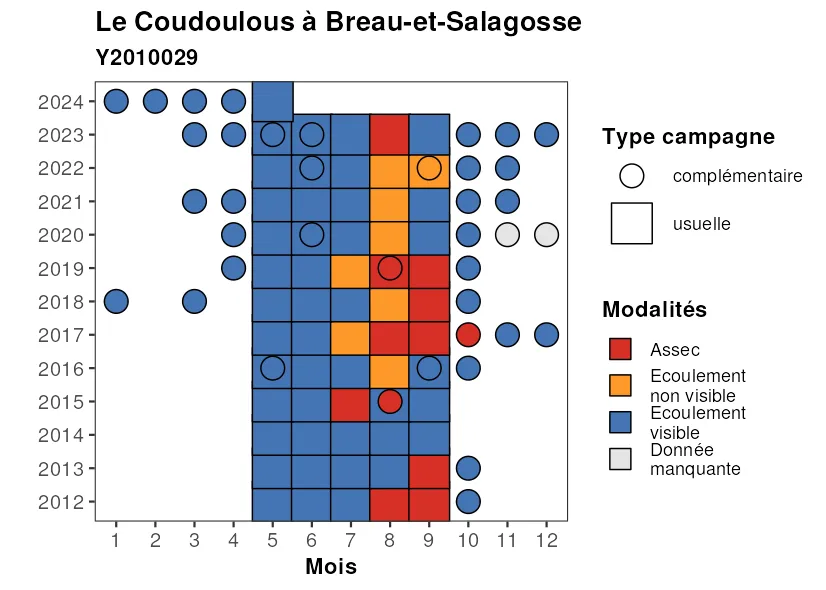 Le Coudoulous à Breau-et-Salagosse
Y2010029
2024
2023
2022
2021
2020
2019
2018
2017
2016
2015
2014
2013
2012
1 2 3 4 5 6 7 8 9 10 11 12
Mois
Type campagne
complémentaire
usuelle
Modalités
Assec
Ecoulement
non visible
Ecoulement
visible
Donnée
manquante